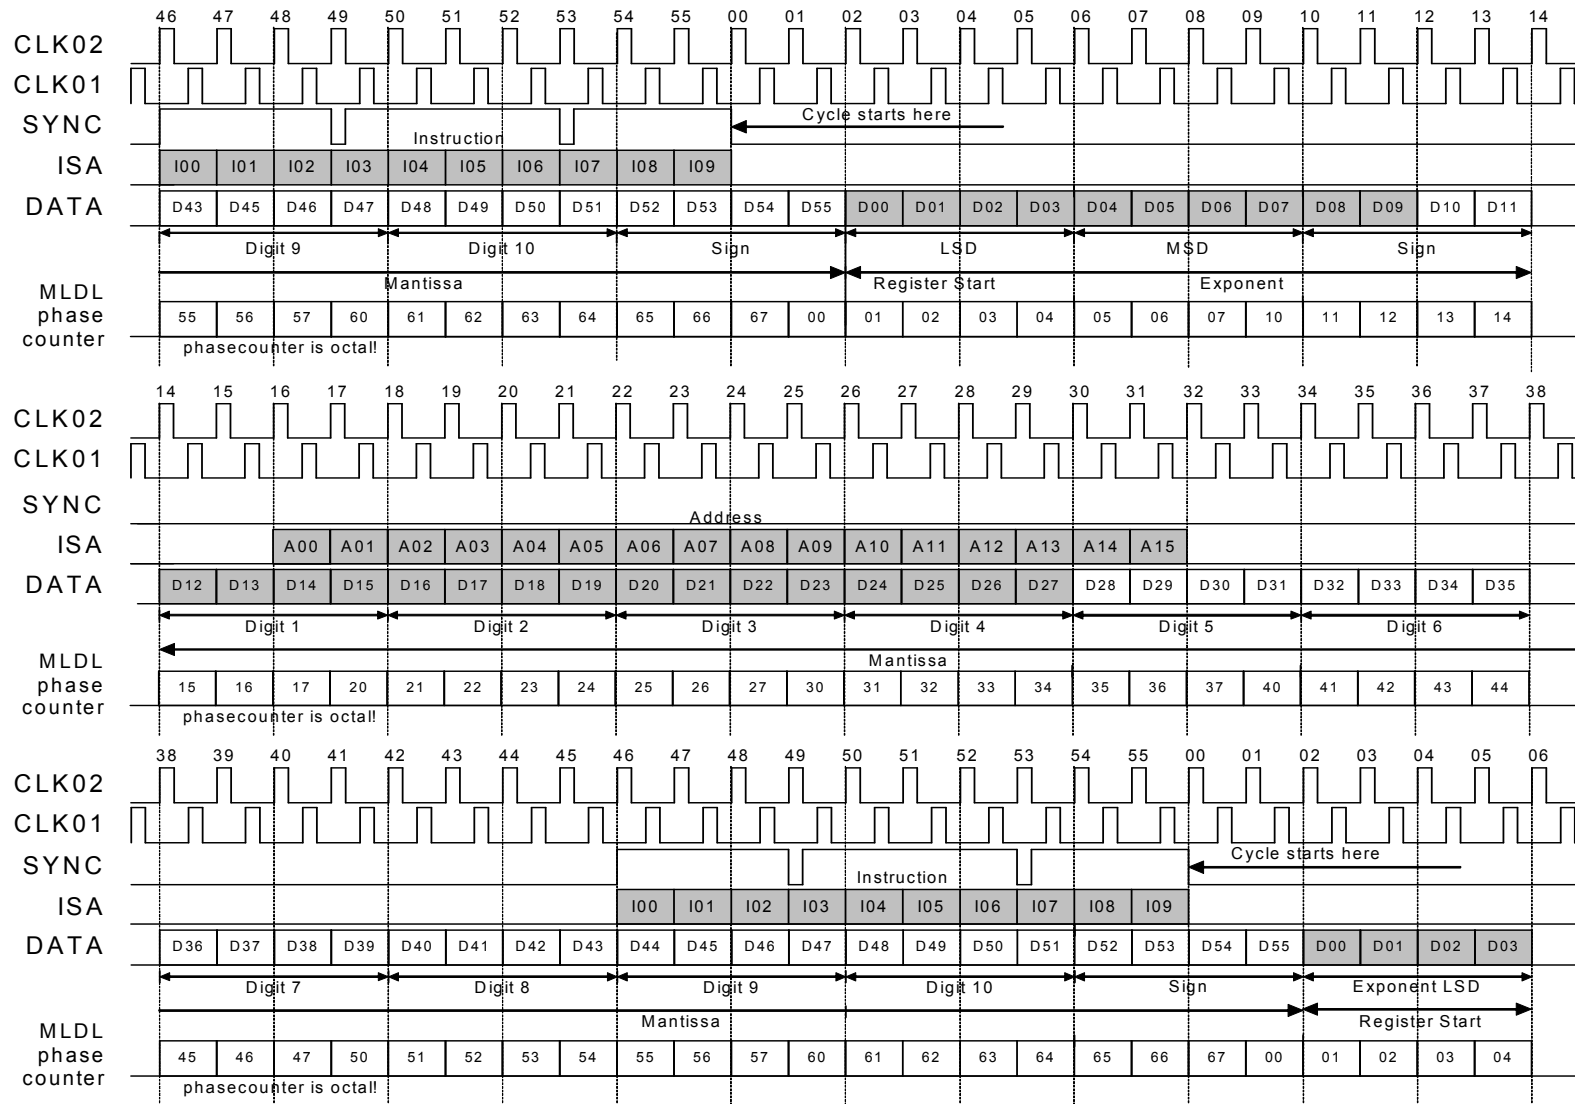 46 47 48 49 50 51 52 53 54 55 00 01 02 03 04 05 06 07 08 09 10 11 12 13 14
CLK02
CLK01
SYNC Cycle starts here
Instruction
ISA I00 I01 I02 I03 I04 I05 I06 I07 I08 I09
DATA D43 D45 D46 D47 D48 D49 D50 D51 D52 D53 D54 D55 D00 D01 D02 D03 D04 D05 D06 D07 D08 D09 D10 D11
Digit 9 Digit 10 Sign LSD MSD Sign
Mantissa Register Start Exponent
MLDL
phase
counter
55 56 57 60 61 62 63 64 65 66 67 00 01 02 03 04 05 06 07 10 11 12 13 14
phasecounter is octal!
14 15 16 17 18 19 20 21 22 23 24 25 26 27 28 29 30 31 32 33 34 35 36 37 38
CLK02
CLK01
SYNC
Address
ISA A00 A01 A02 A03 A04 A05 A06 A07 A08 A09 A10 A11 A12 A13 A14 A15
DATA D12 D13 D14 D15 D16 D17 D18 D19 D20 D21 D22 D23 D24 D25 D26 D27 D28 D29 D30 D31 D32 D33 D34 D35
Digit 1 Digit 2 Digit 3 Digit 4 Digit 5 Digit 6
Mantissa
MLDL
phase
counter
15 16 17 20 21 22 23 24 25 26 27 30 31 32 33 34 35 36 37 40 41 42 43 44
phasecounter is octal!
38 39 40 41 42 43 44 45 46 47 48 49 50 51 52 53 54 55 00 01 02 03 04 05 06
CLK02
CLK01
SYNC Cycle starts here
Instruction
ISA I00 I01 I02 I03 I04 I05 I06 I07 I08 I09
DATA D36 D37 D38 D39 D40 D41 D42 D43 D44 D45 D46 D47 D48 D49 D50 D51 D52 D53 D54 D55 D00 D01 D02 D03
Digit 7 Digit 8 Digit 9 Digit 10 Sign Exponent LSD
Mantissa Register Start
MLDL
phase
counter
45 46 47 50 51 52 53 54 55 56 57 60 61 62 63 64 65 66 67 00 01 02 03 04
phasecounter is octal!